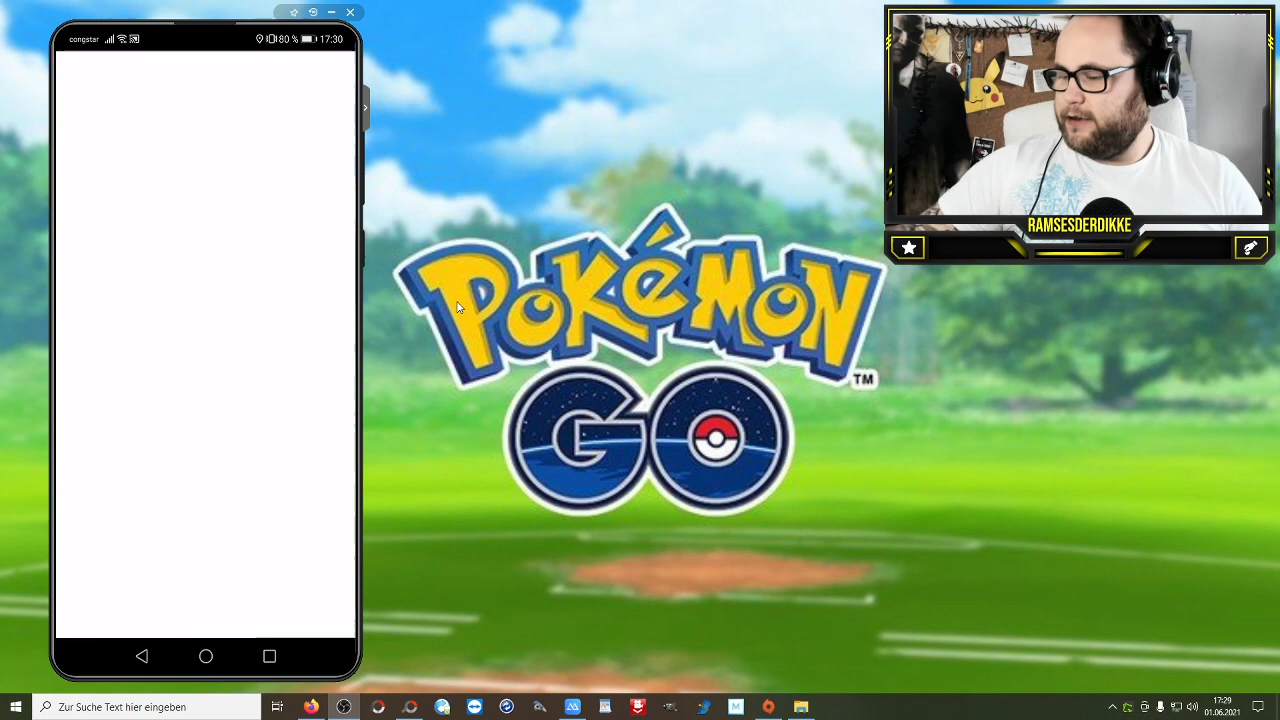 congstar
80 %
17:30
RAMSESDERDIKKE
POKÉMON
TM
GO
Zur Suche Text hier eingeben
M
17:29
01.06.2021